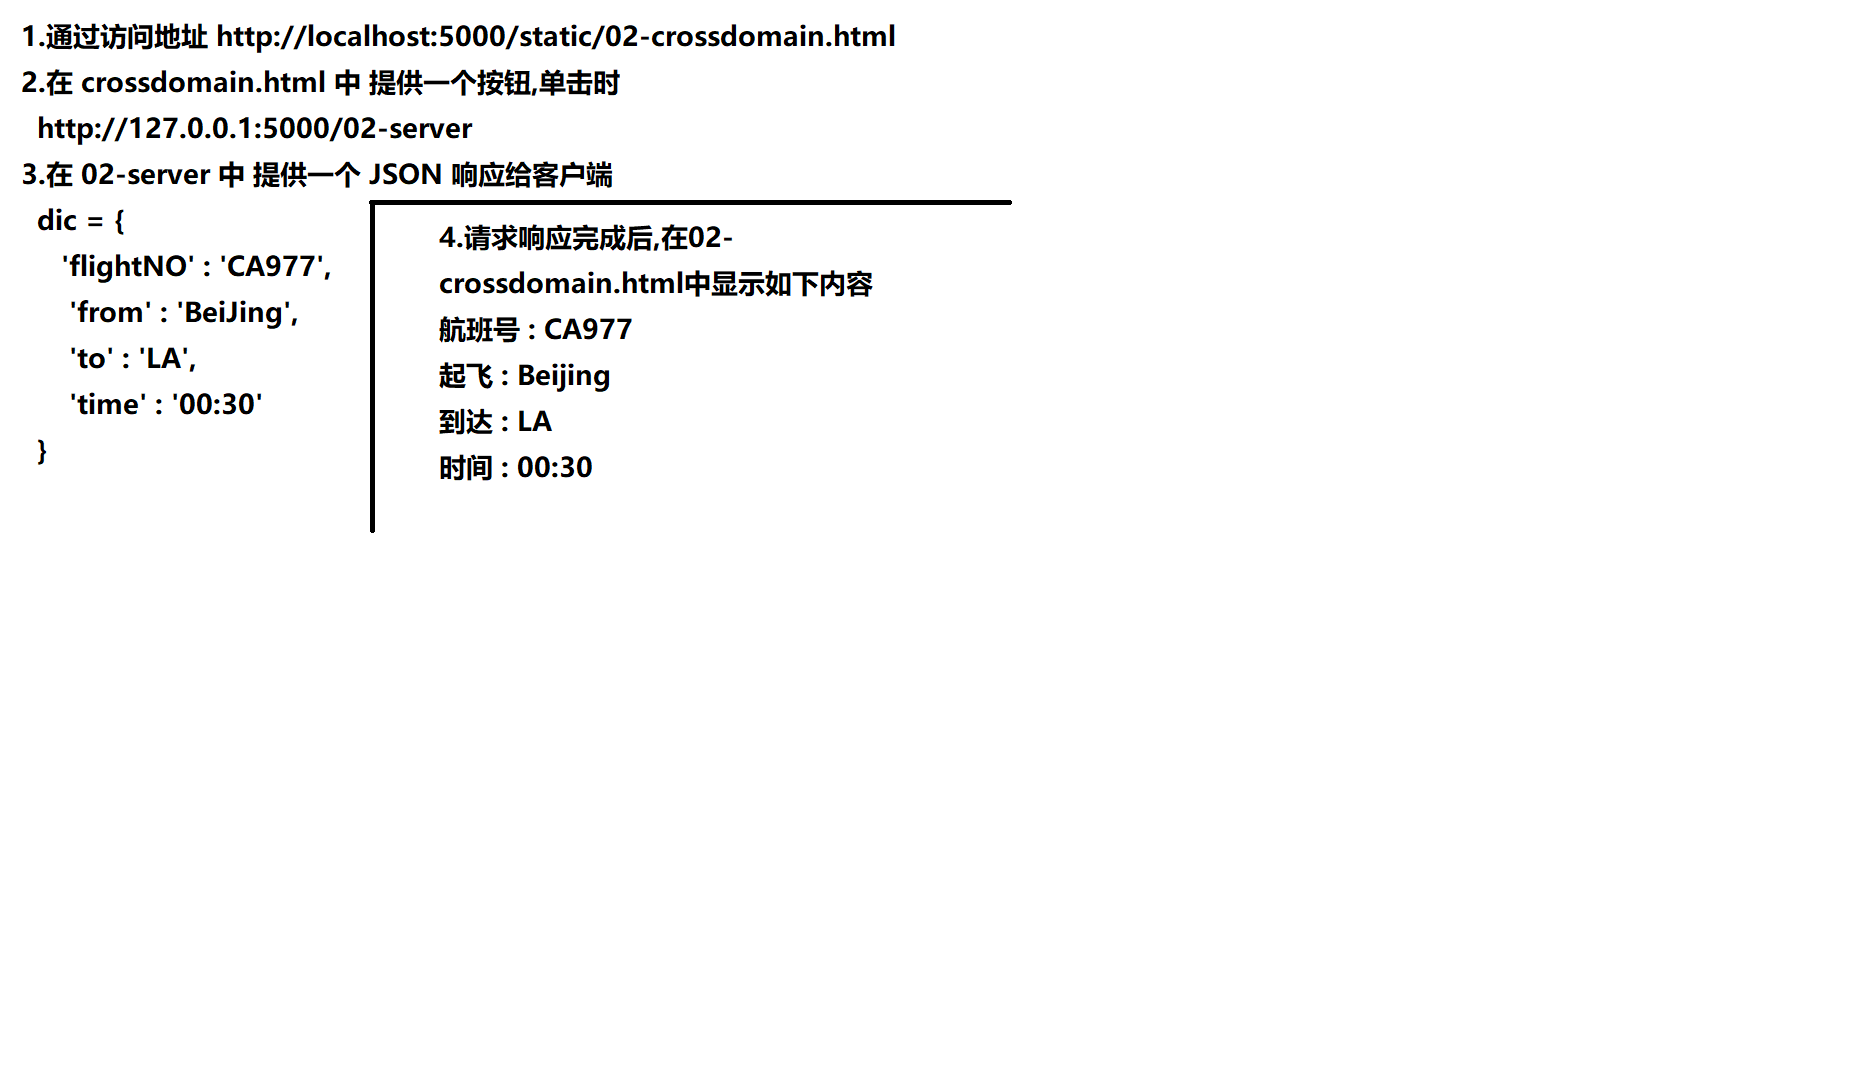 1.通过访问地址 http://localhost:5000/static/02-crossdomain.html
2.在 crossdomain.html 中 提供一个按钮,单击时
http://127.0.0.1:5000/02-server
3.在 02-server 中 提供一个 JSON 响应给客户端
dic = {
'flightNO' : 'CA977',
'from' : 'BeiJing',
'to' : 'LA',
'time' : '00:30'
}
4.请求响应完成后,在02-
crossdomain.html中显示如下内容
航班号 : CA977
起飞 : Beijing
到达 : LA
时间 : 00:30